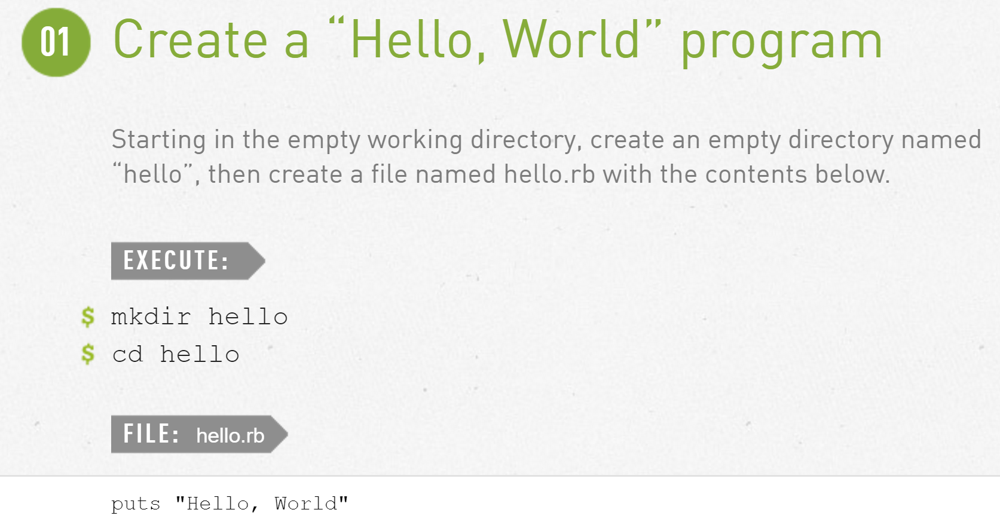 01 Create a “Hello, World” program
Starting in the empty working directory, create an empty directory named
“hello”, then create a file named hello.rb with the contents below.
EXECUTE:
$ mkdir hello
$ cd hello
FILE: hello.rb
puts "Hello, World"